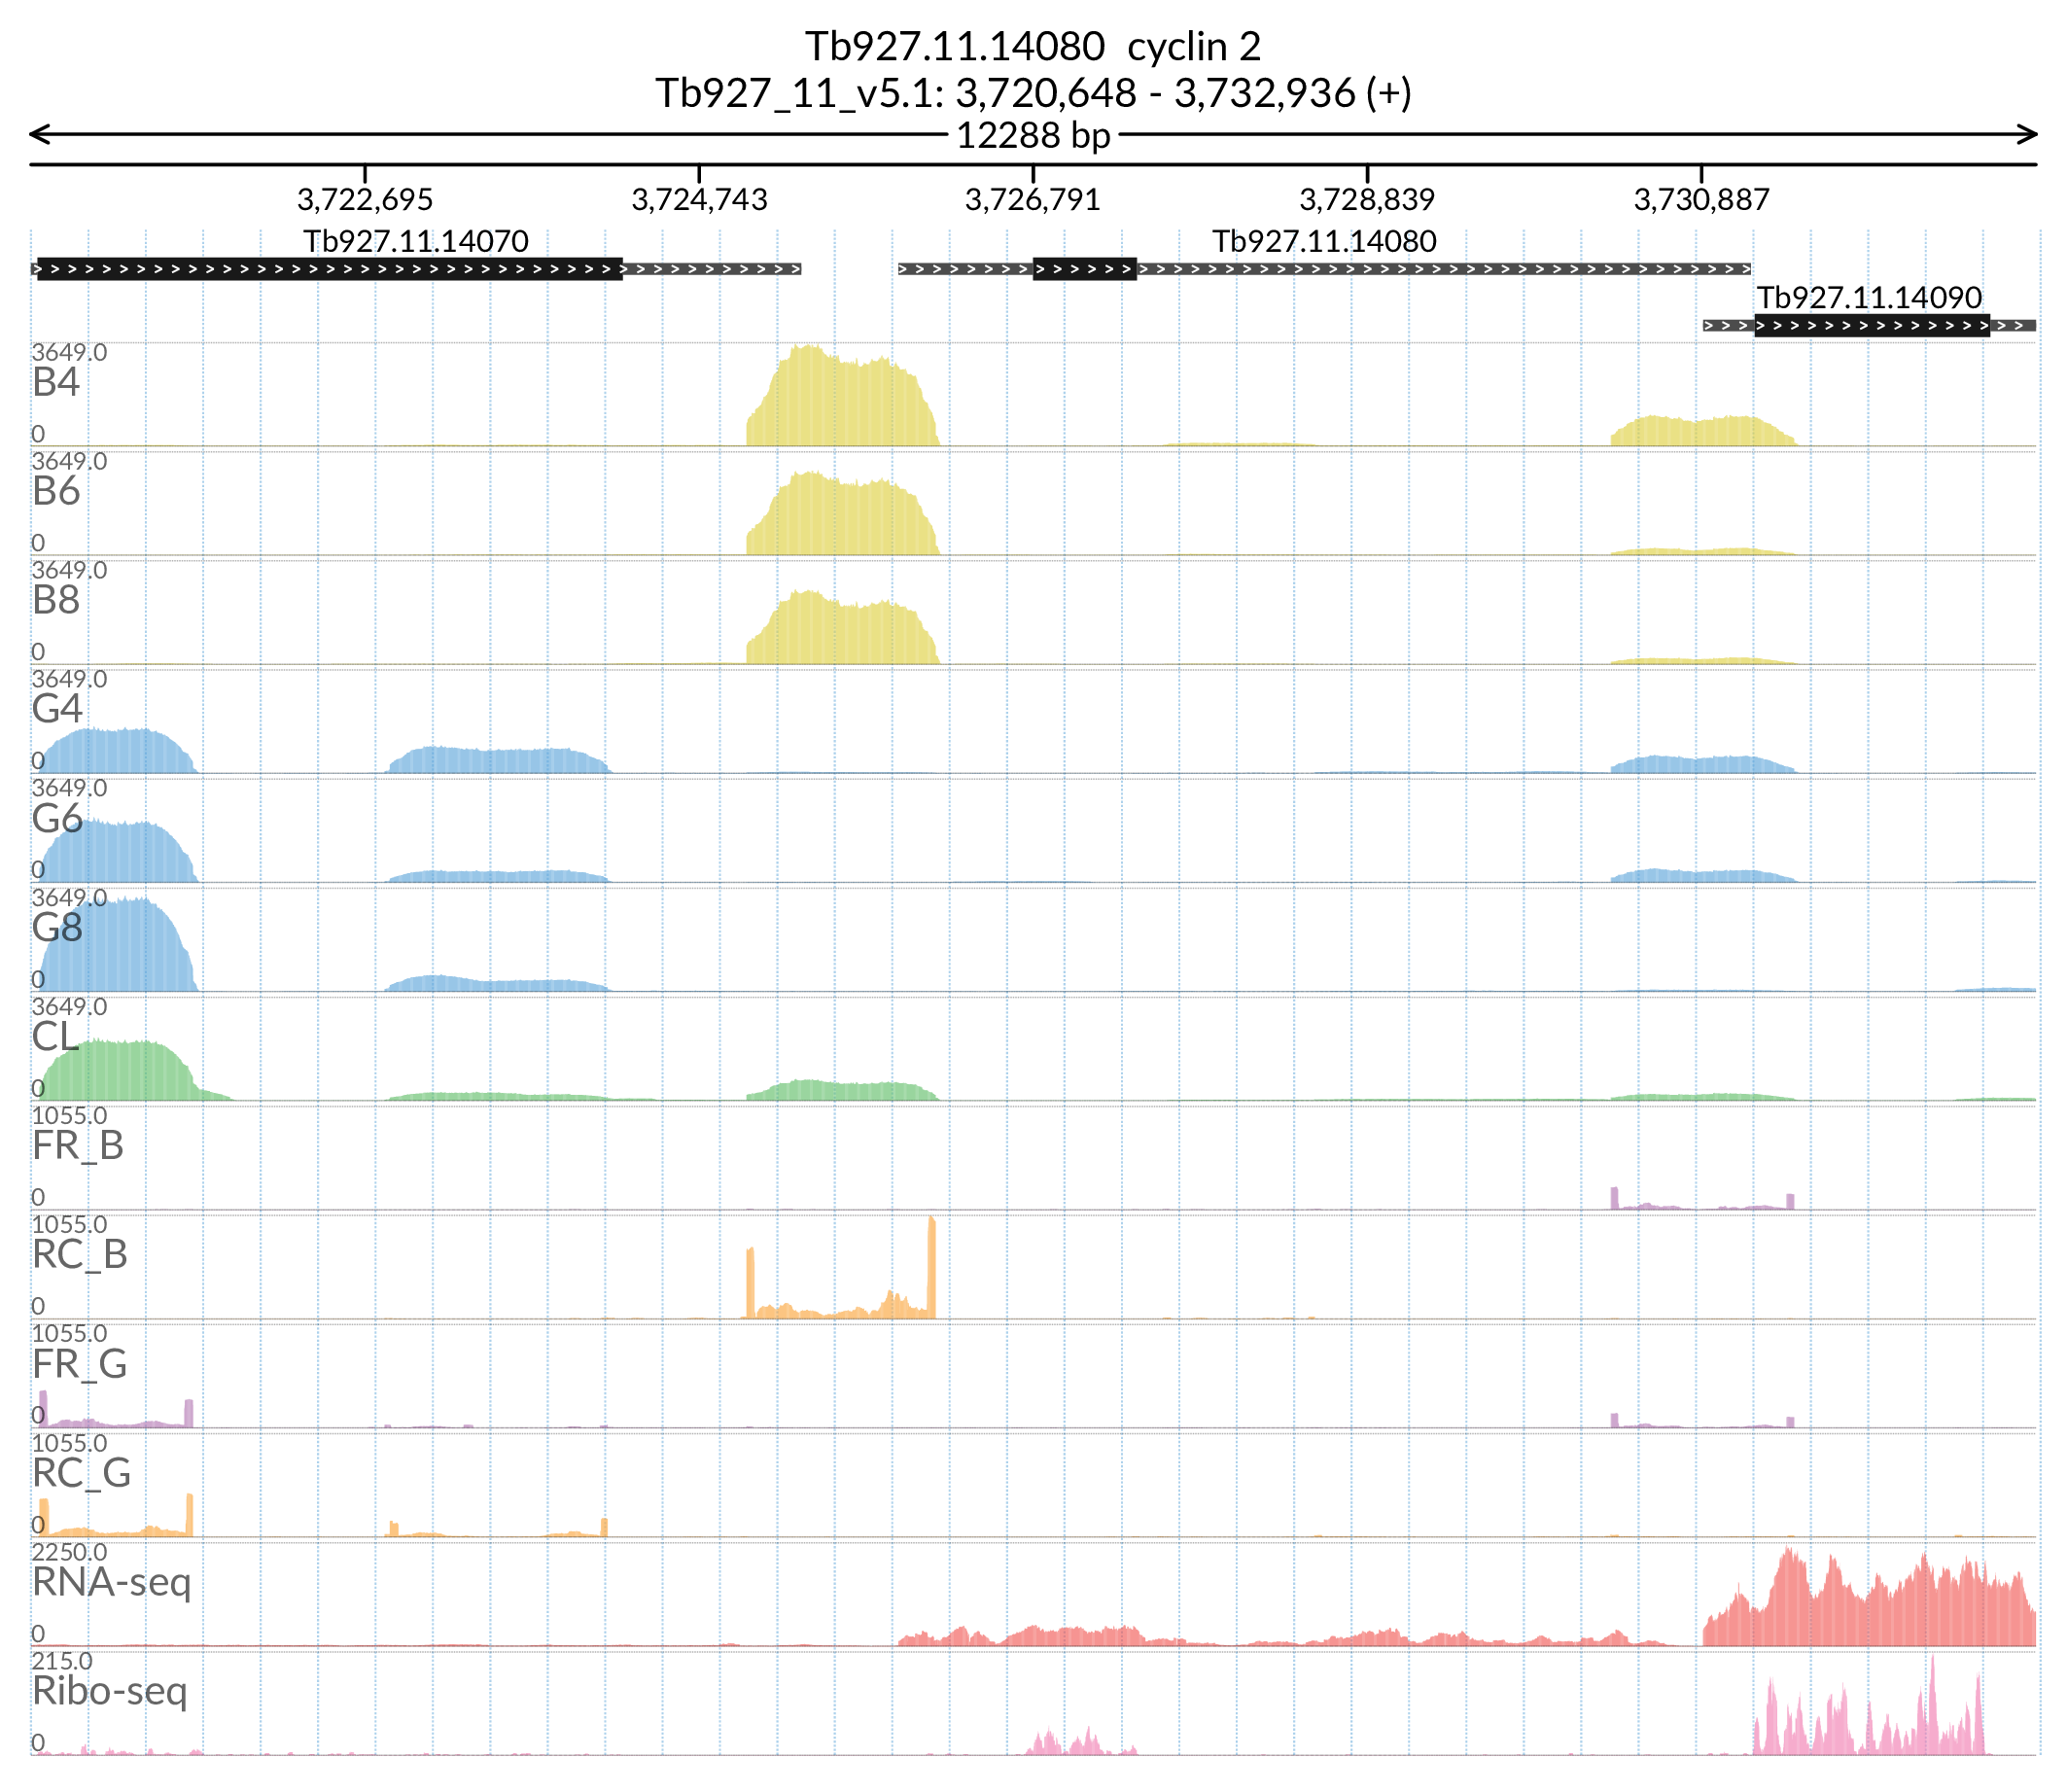 Tb927.11.14080  cyclin 2
Tb927_11_v5.1: 3,720,648 - 3,732,936 (+)
12288 bp
3,722,695 3,724,743 3,726,791 3,728,839 3,730,887
Tb927.11.14070 Tb927.11.14080
Tb927.11.14090
3649.0
B4
0
3649.0
B6
0
3649.0
B8
0
3649.0
G4
0
3649.0
G6
0
3649.0
G8
0
3649.0
CL
0
1055.0
FR_B
0
1055.0
RC_B
0
1055.0
FR_G
0
1055.0
RC_G
0
2250.0
RNA-seq
0
215.0
Ribo-seq
0